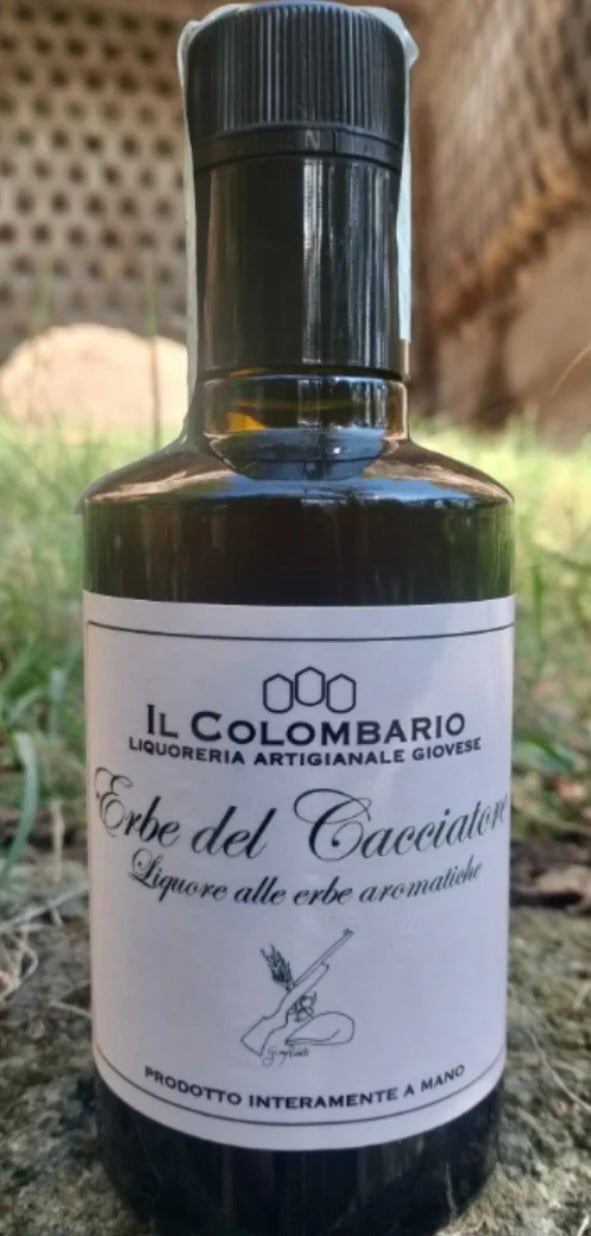 IL COLOMBARIO
LIQUORERIA ARTIGIANALE GIOVESE
Erbe del Cacciatore
Liquore alle erbe aromatiche
PRODOTTO INTERAMENTE A MANO